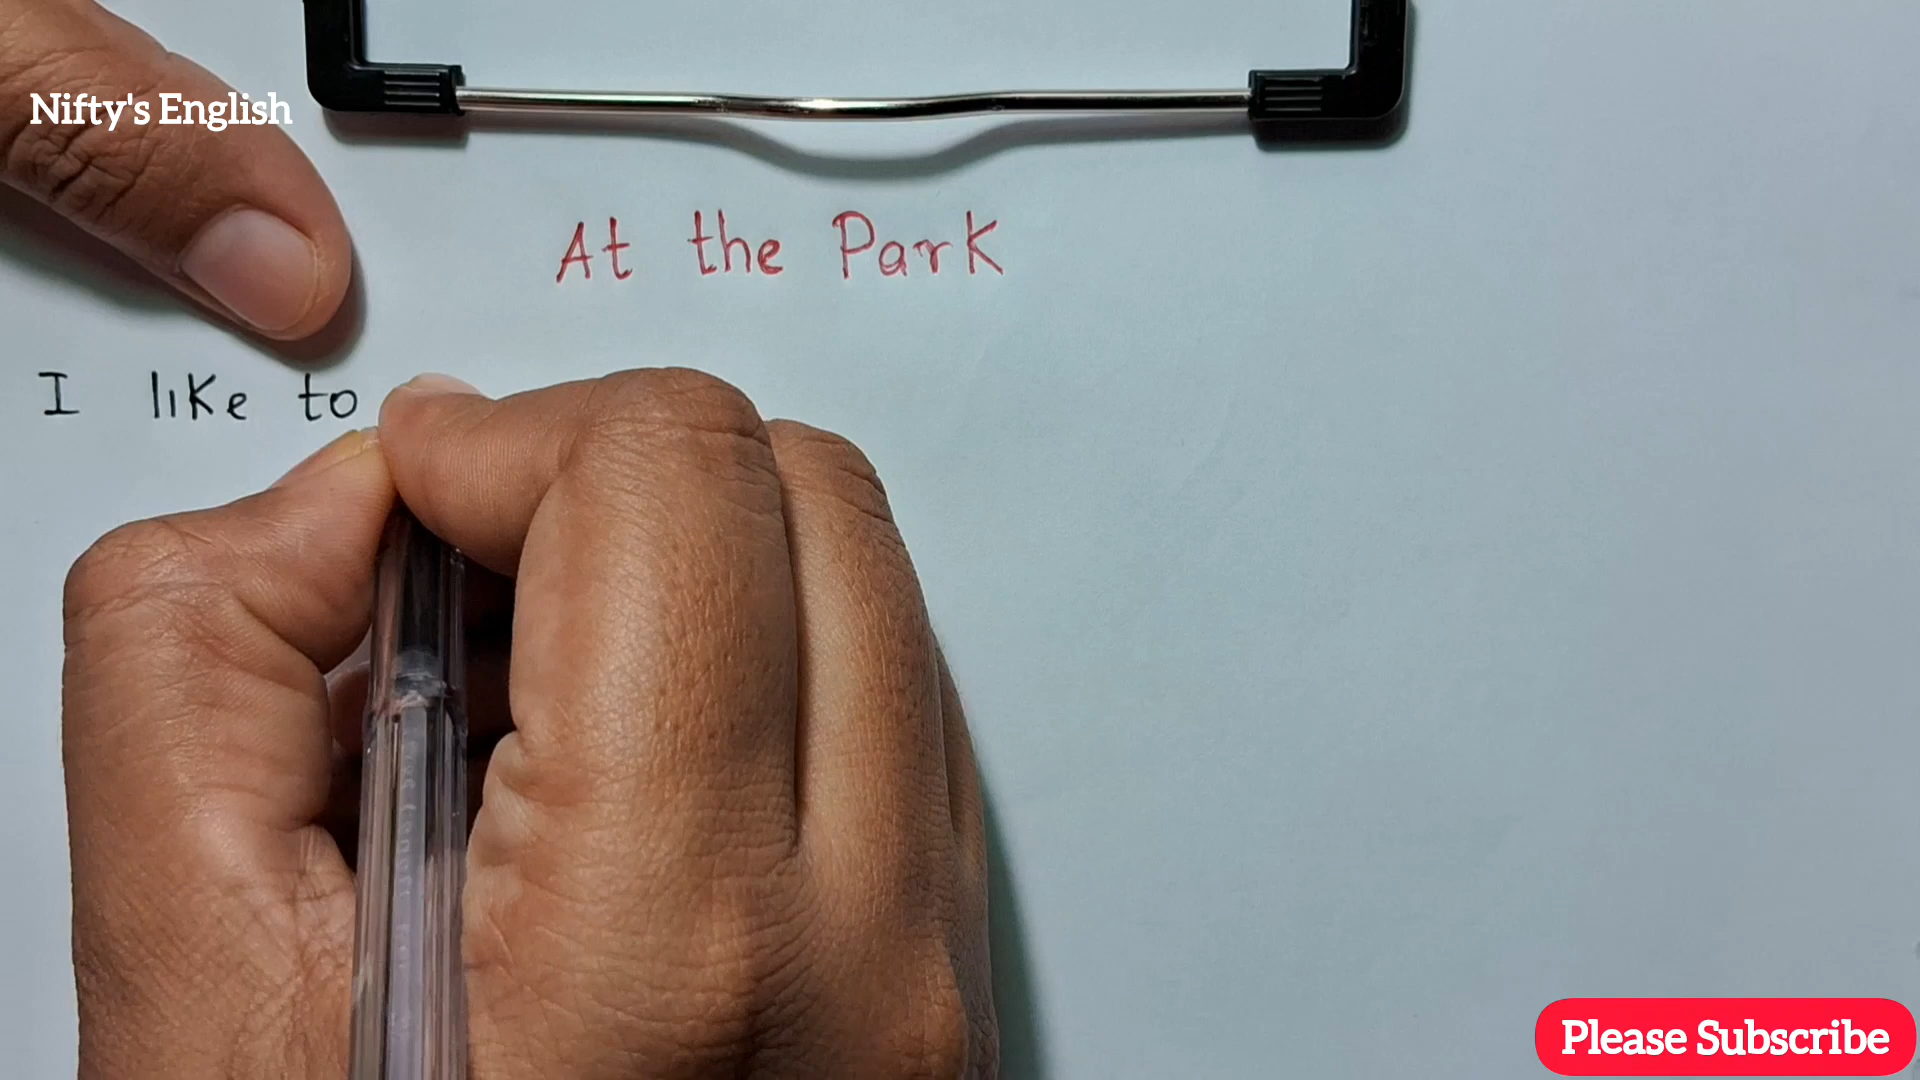 Nifty's English
At the Park
I like to
Please Subscribe